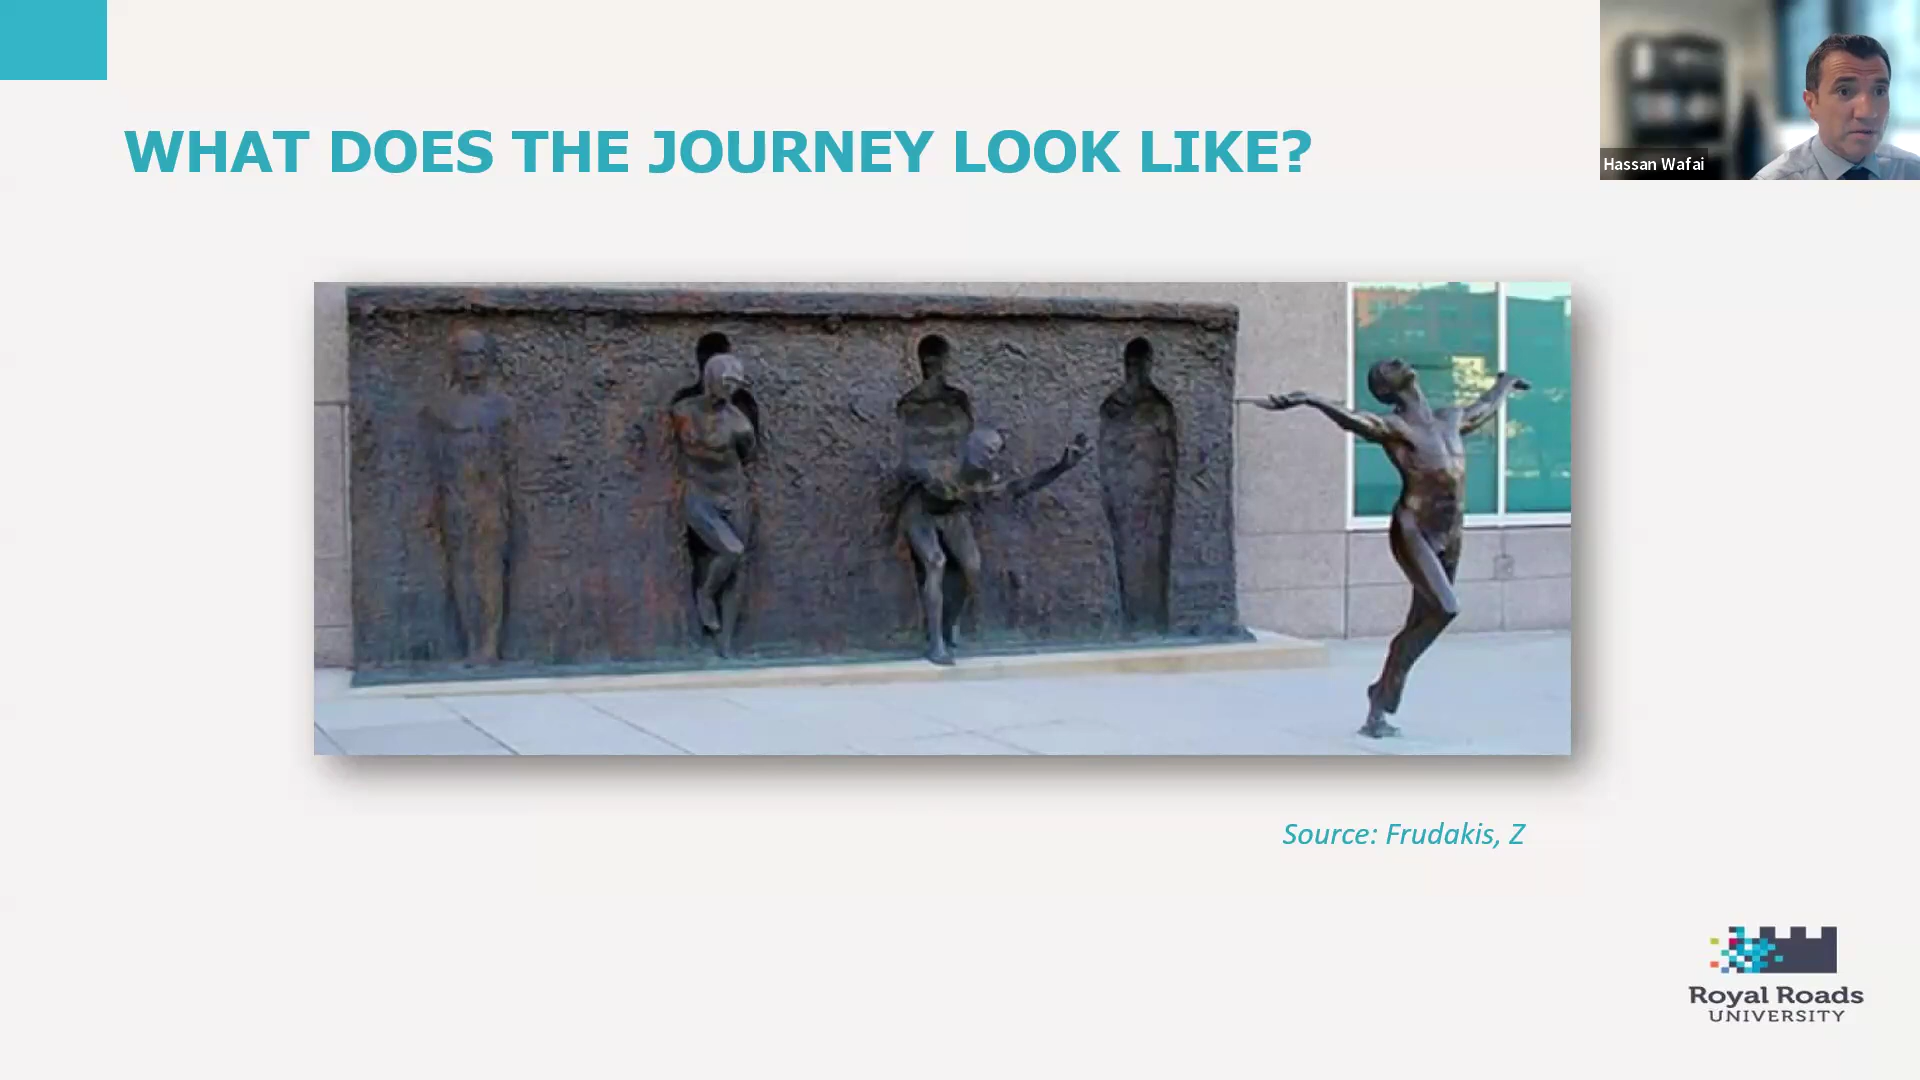 WHAT DOES THE JOURNEY LOOK LIKE?
Hassan Wafai
Source: Frudakis, Z
Royal Roads
UNIVERSITY